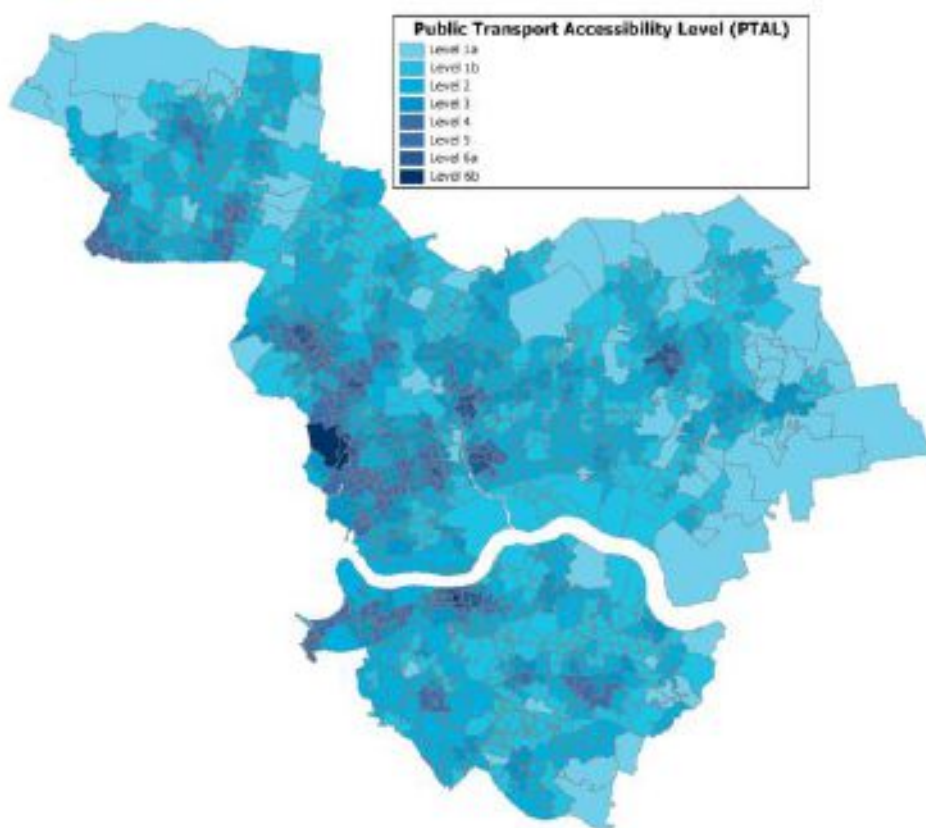 Public Transport Accessibility Level (PTAL)
Level 1a
Level 1b
Level 2
Level 3
Level 4
Level 5
Level 6a
Level 6b